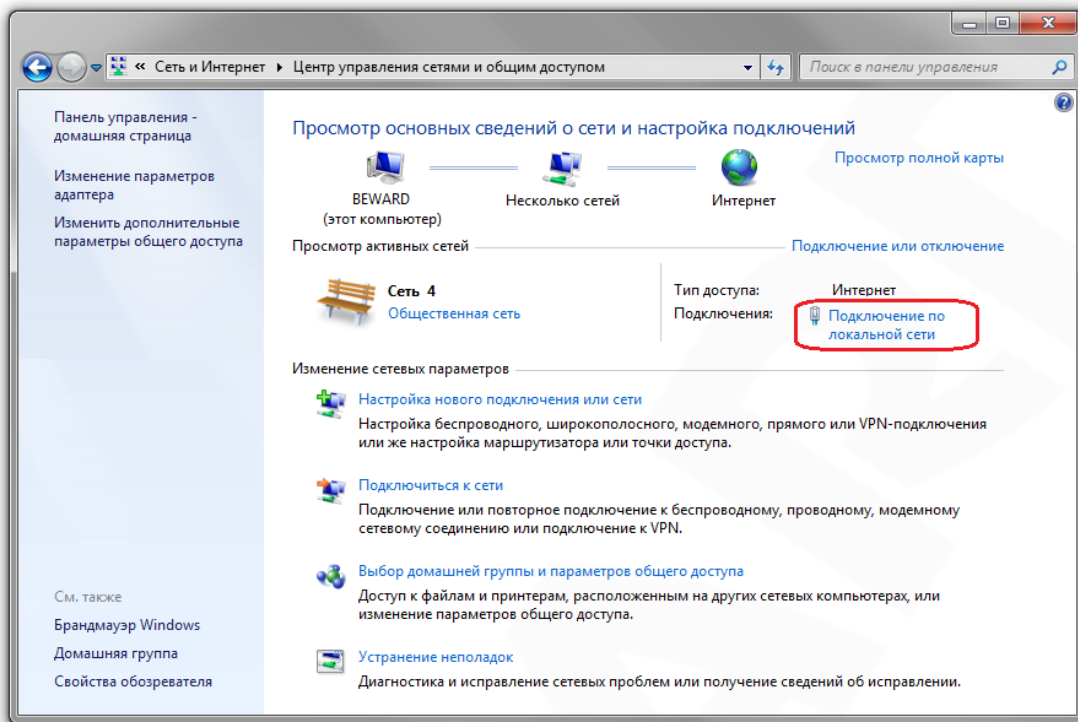 « Сеть и Интернет ▸ Центр управления сетями и общим доступом
Поиск в панели управления
Панель управления -
домашняя страница
Изменение параметров
адаптера
Изменить дополнительные
параметры общего доступа
См. также
Брандмауэр Windows
Домашняя группа
Свойства обозревателя
Просмотр основных сведений о сети и настройка подключений
Просмотр полной карты
BEWARD
(этот компьютер)
Несколько сетей
Интернет
Просмотр активных сетей
Подключение или отключение
Сеть 4
Общественная сеть
Тип доступа: Интернет
Подключения: Подключение по
локальной сети
Изменение сетевых параметров
Настройка нового подключения или сети
Настройка беспроводного, широкополосного, модемного, прямого или VPN-подключения
или же настройка маршрутизатора или точки доступа.
Подключиться к сети
Подключение или повторное подключение к беспроводному, проводному, модемному
сетевому соединению или подключение к VPN.
Выбор домашней группы и параметров общего доступа
Доступ к файлам и принтерам, расположенным на других сетевых компьютерах, или
изменение параметров общего доступа.
Устранение неполадок
Диагностика и исправление сетевых проблем или получение сведений об исправлении.